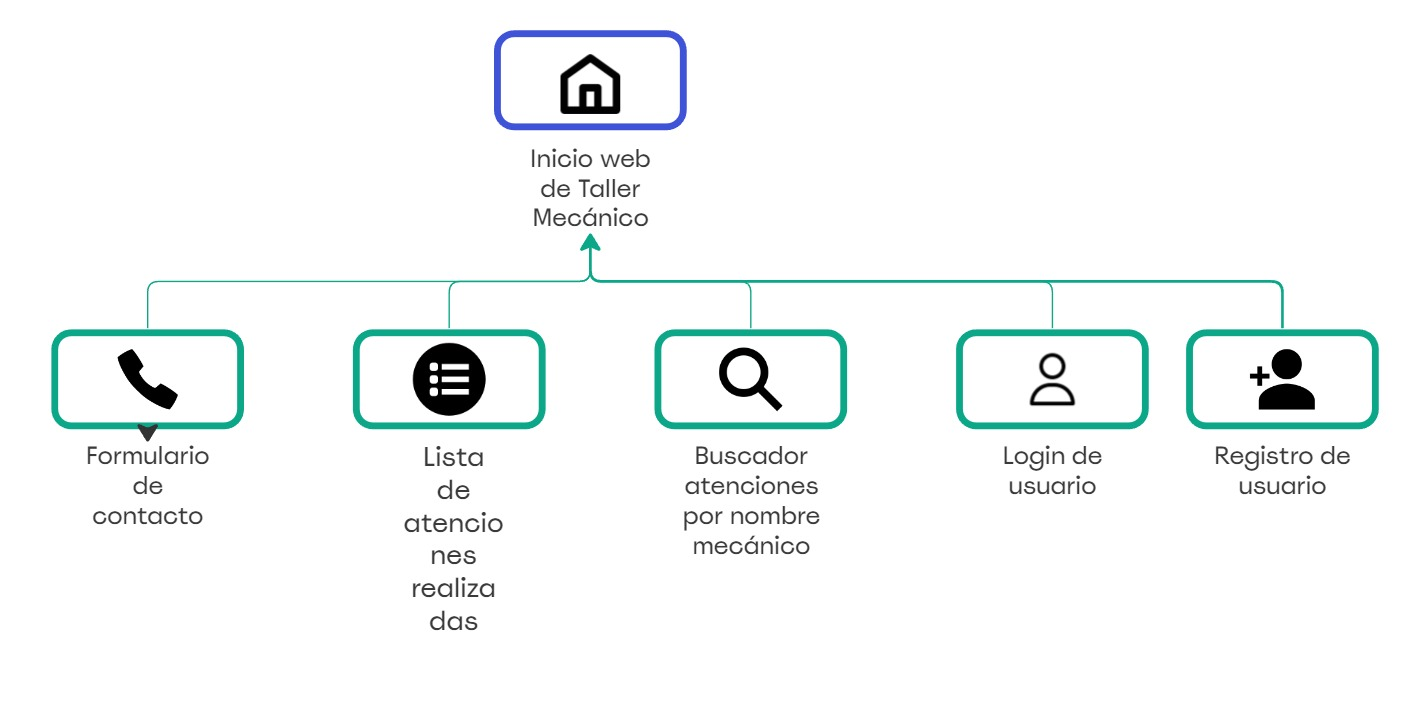 Inicio web
de Taller
Mecánico
Formulario
de
contacto
Lista
de
atencio
nes
realiza
das
Buscador
atenciones
por nombre
mecánico
Login de
usuario
Registro de
usuario